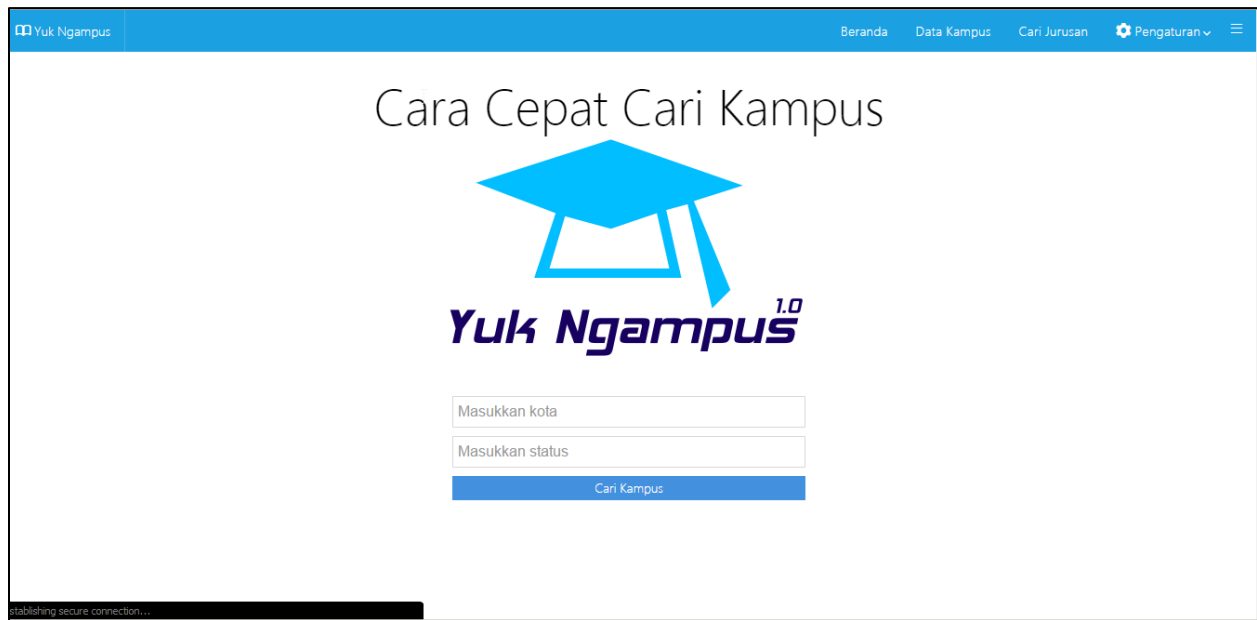 Yuk Ngampus
Beranda Data Kampus Cari Jurusan Pengaturan
Cara Cepat Cari Kampus
Yuk Ngampus 1.0
Masukkan kota
Masukkan status
Cari Kampus
stablishing secure connection...